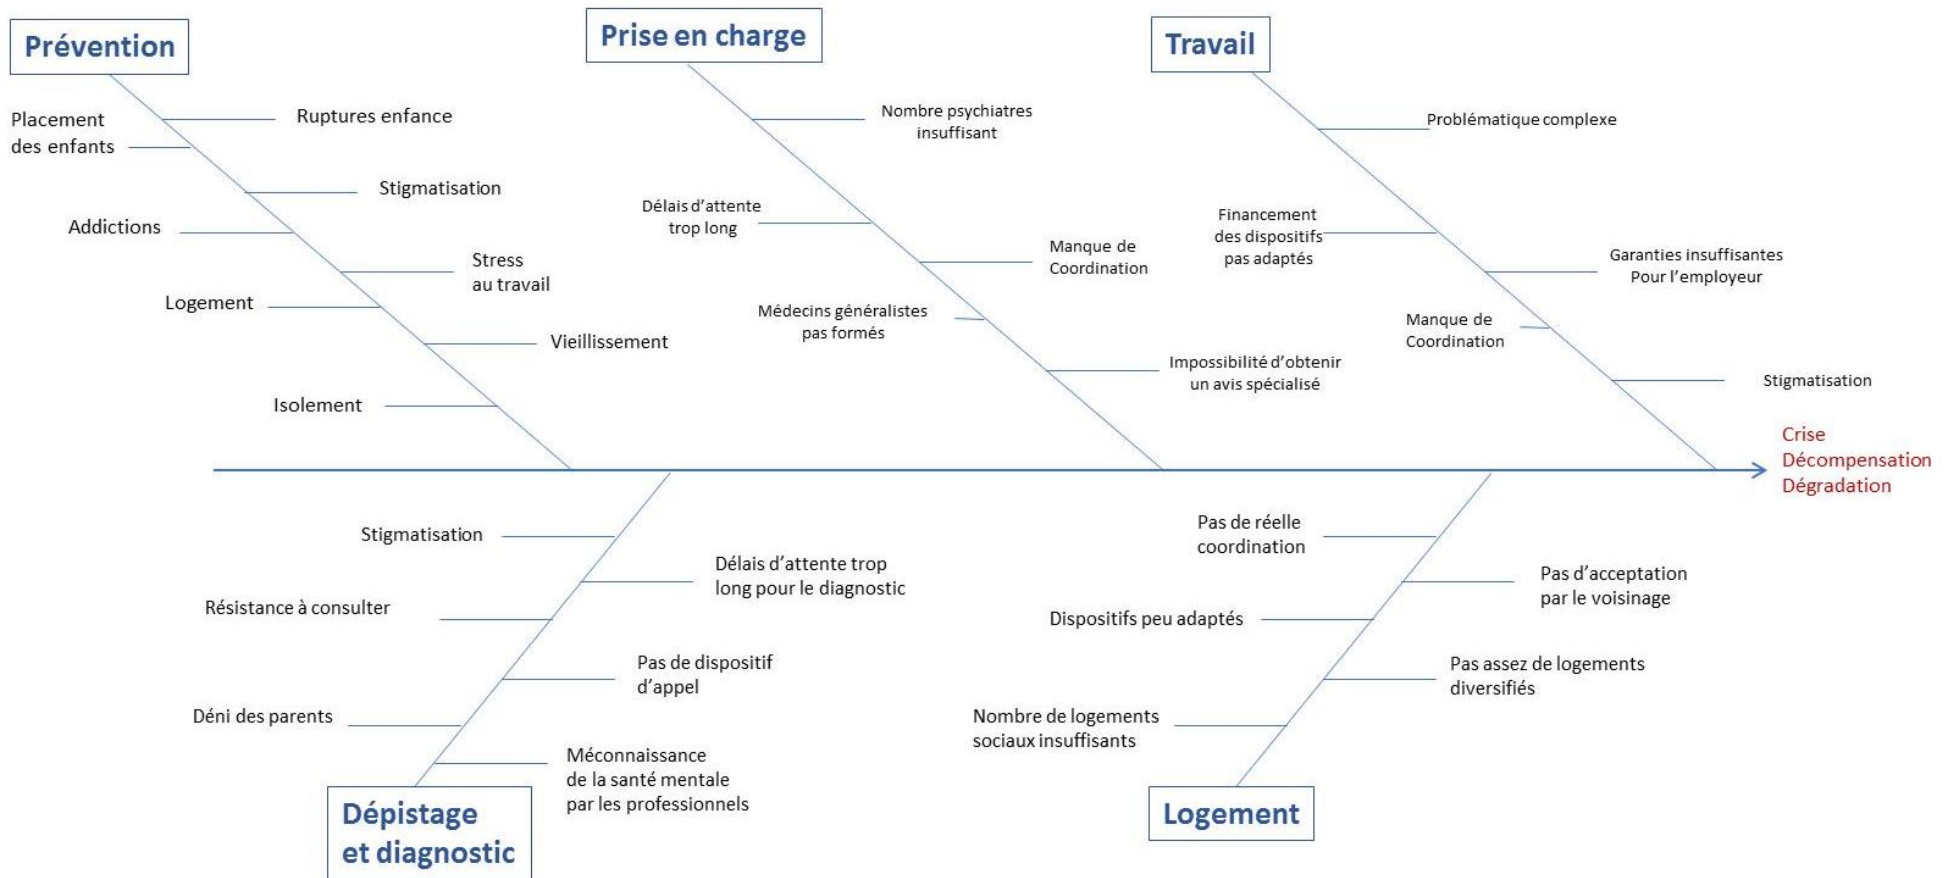 Prévention
Placement
des enfants
Ruptures enfance
Stigmatisation
Addictions
Stress
au travail
Logement
Vieillissement
Isolement
Prise en charge
Nombre psychiatres
insuffisant
Délais d’attente
trop long
Manque de
Coordination
Médecins généralistes
pas formés
Impossibilité d’obtenir
un avis spécialisé
Travail
Problématique complexe
Financement
des dispositifs
pas adaptés
Garanties insuffisantes
Pour l’employeur
Manque de
Coordination
Stigmatisation
Crise
Décompensation
Dégradation
Stigmatisation
Délais d’attente trop
long pour le diagnostic
Résistance à consulter
Pas de dispositif
d’appel
Déni des parents
Méconnaissance
de la santé mentale
par les professionnels
Dépistage
et diagnostic
Pas de réelle
coordination
Pas d’acceptation
par le voisinage
Dispositifs peu adaptés
Pas assez de logements
diversifiés
Nombre de logements
sociaux insuffisants
Logement